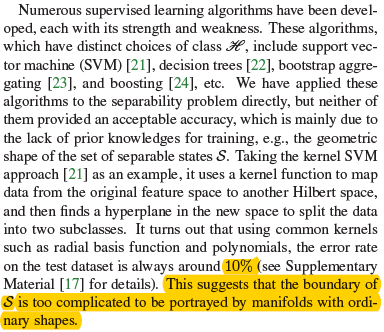 Numerous supervised learning algorithms have been devel-
oped, each with its strength and weakness. These algorithms,
which have distinct choices of class ℋ, include support vec-
tor machine (SVM) [21], decision trees [22], bootstrap aggre-
gating [23], and boosting [24], etc. We have applied these
algorithms to the separability problem directly, but neither of
them provided an acceptable accuracy, which is mainly due to
the lack of prior knowledges for training, e.g., the geometric
shape of the set of separable states S. Taking the kernel SVM
approach [21] as an example, it uses a kernel function to map
data from the original feature space to another Hilbert space,
and then finds a hyperplane in the new space to split the data
into two subclasses. It turns out that using common kernels
such as radial basis function and polynomials, the error rate
on the test dataset is always around 10% (see Supplementary
Material [17] for details). This suggests that the boundary of
S is too complicated to be portrayed by manifolds with ordi-
nary shapes.